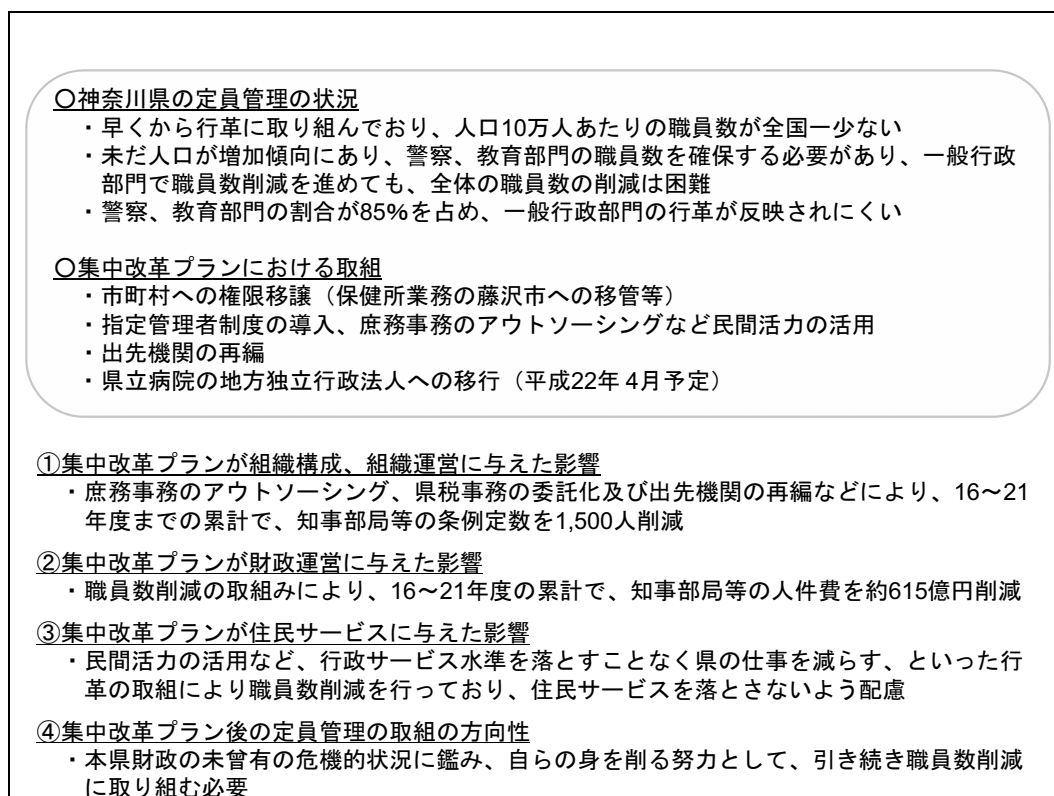 〇神奈川県の定員管理の状況
・早くから行革に取り組んでおり、人口10万人あたりの職員数が全国一少ない
・未だ人口が増加傾向にあり、警察、教育部門の職員数を確保する必要があり、一般行政
部門で職員数削減を進めても、全体の職員数の削減は困難
・警察、教育部門の割合が85%を占め、一般行政部門の行革が反映されにくい
〇集中改革プランにおける取組
・市町村への権限移譲（保健所業務の藤沢市への移管等）
・指定管理者制度の導入、庶務事務のアウトソーシングなど民間活力の活用
・出先機関の再編
・県立病院の地方独立行政法人への移行（平成22年 4月予定）
①集中改革プランが組織構成、組織運営に与えた影響
・庶務事務のアウトソーシング、県税事務の委託化及び出先機関の再編などにより、16～21
年度までの累計で、知事部局等の条例定数を1,500人削減
②集中改革プランが財政運営に与えた影響
・職員数削減の取組みにより、16～21年度の累計で、知事部局等の人件費を約615億円削減
③集中改革プランが住民サービスに与えた影響
・民間活力の活用など、行政サービス水準を落とすことなく県の仕事を減らす、といった行
革の取組により職員数削減を行っており、住民サービスを落とさないよう配慮
④集中改革プラン後の定員管理の取組の方向性
・本県財政の未曾有の危機的状況に鑑み、自らの身を削る努力として、引き続き職員数削減
に取り組む必要